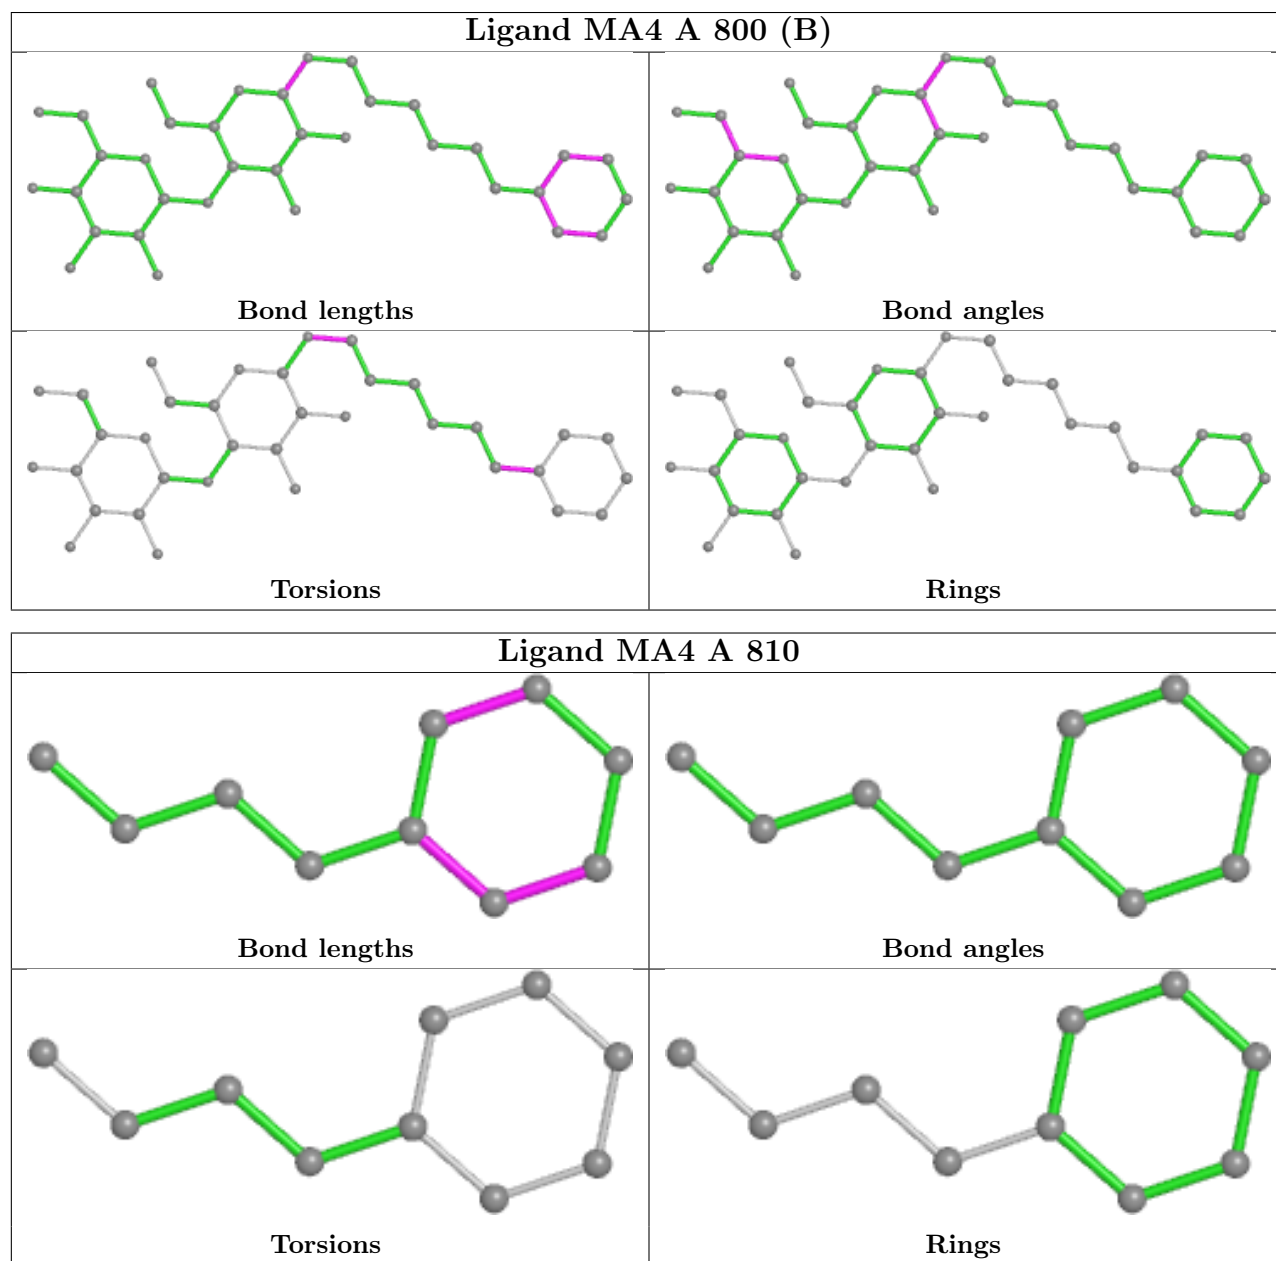 Ligand MA4 A 800 (B)
Bond lengths
Bond angles
Torsions
Rings
Ligand MA4 A 810
Bond lengths
Bond angles
Torsions
Rings